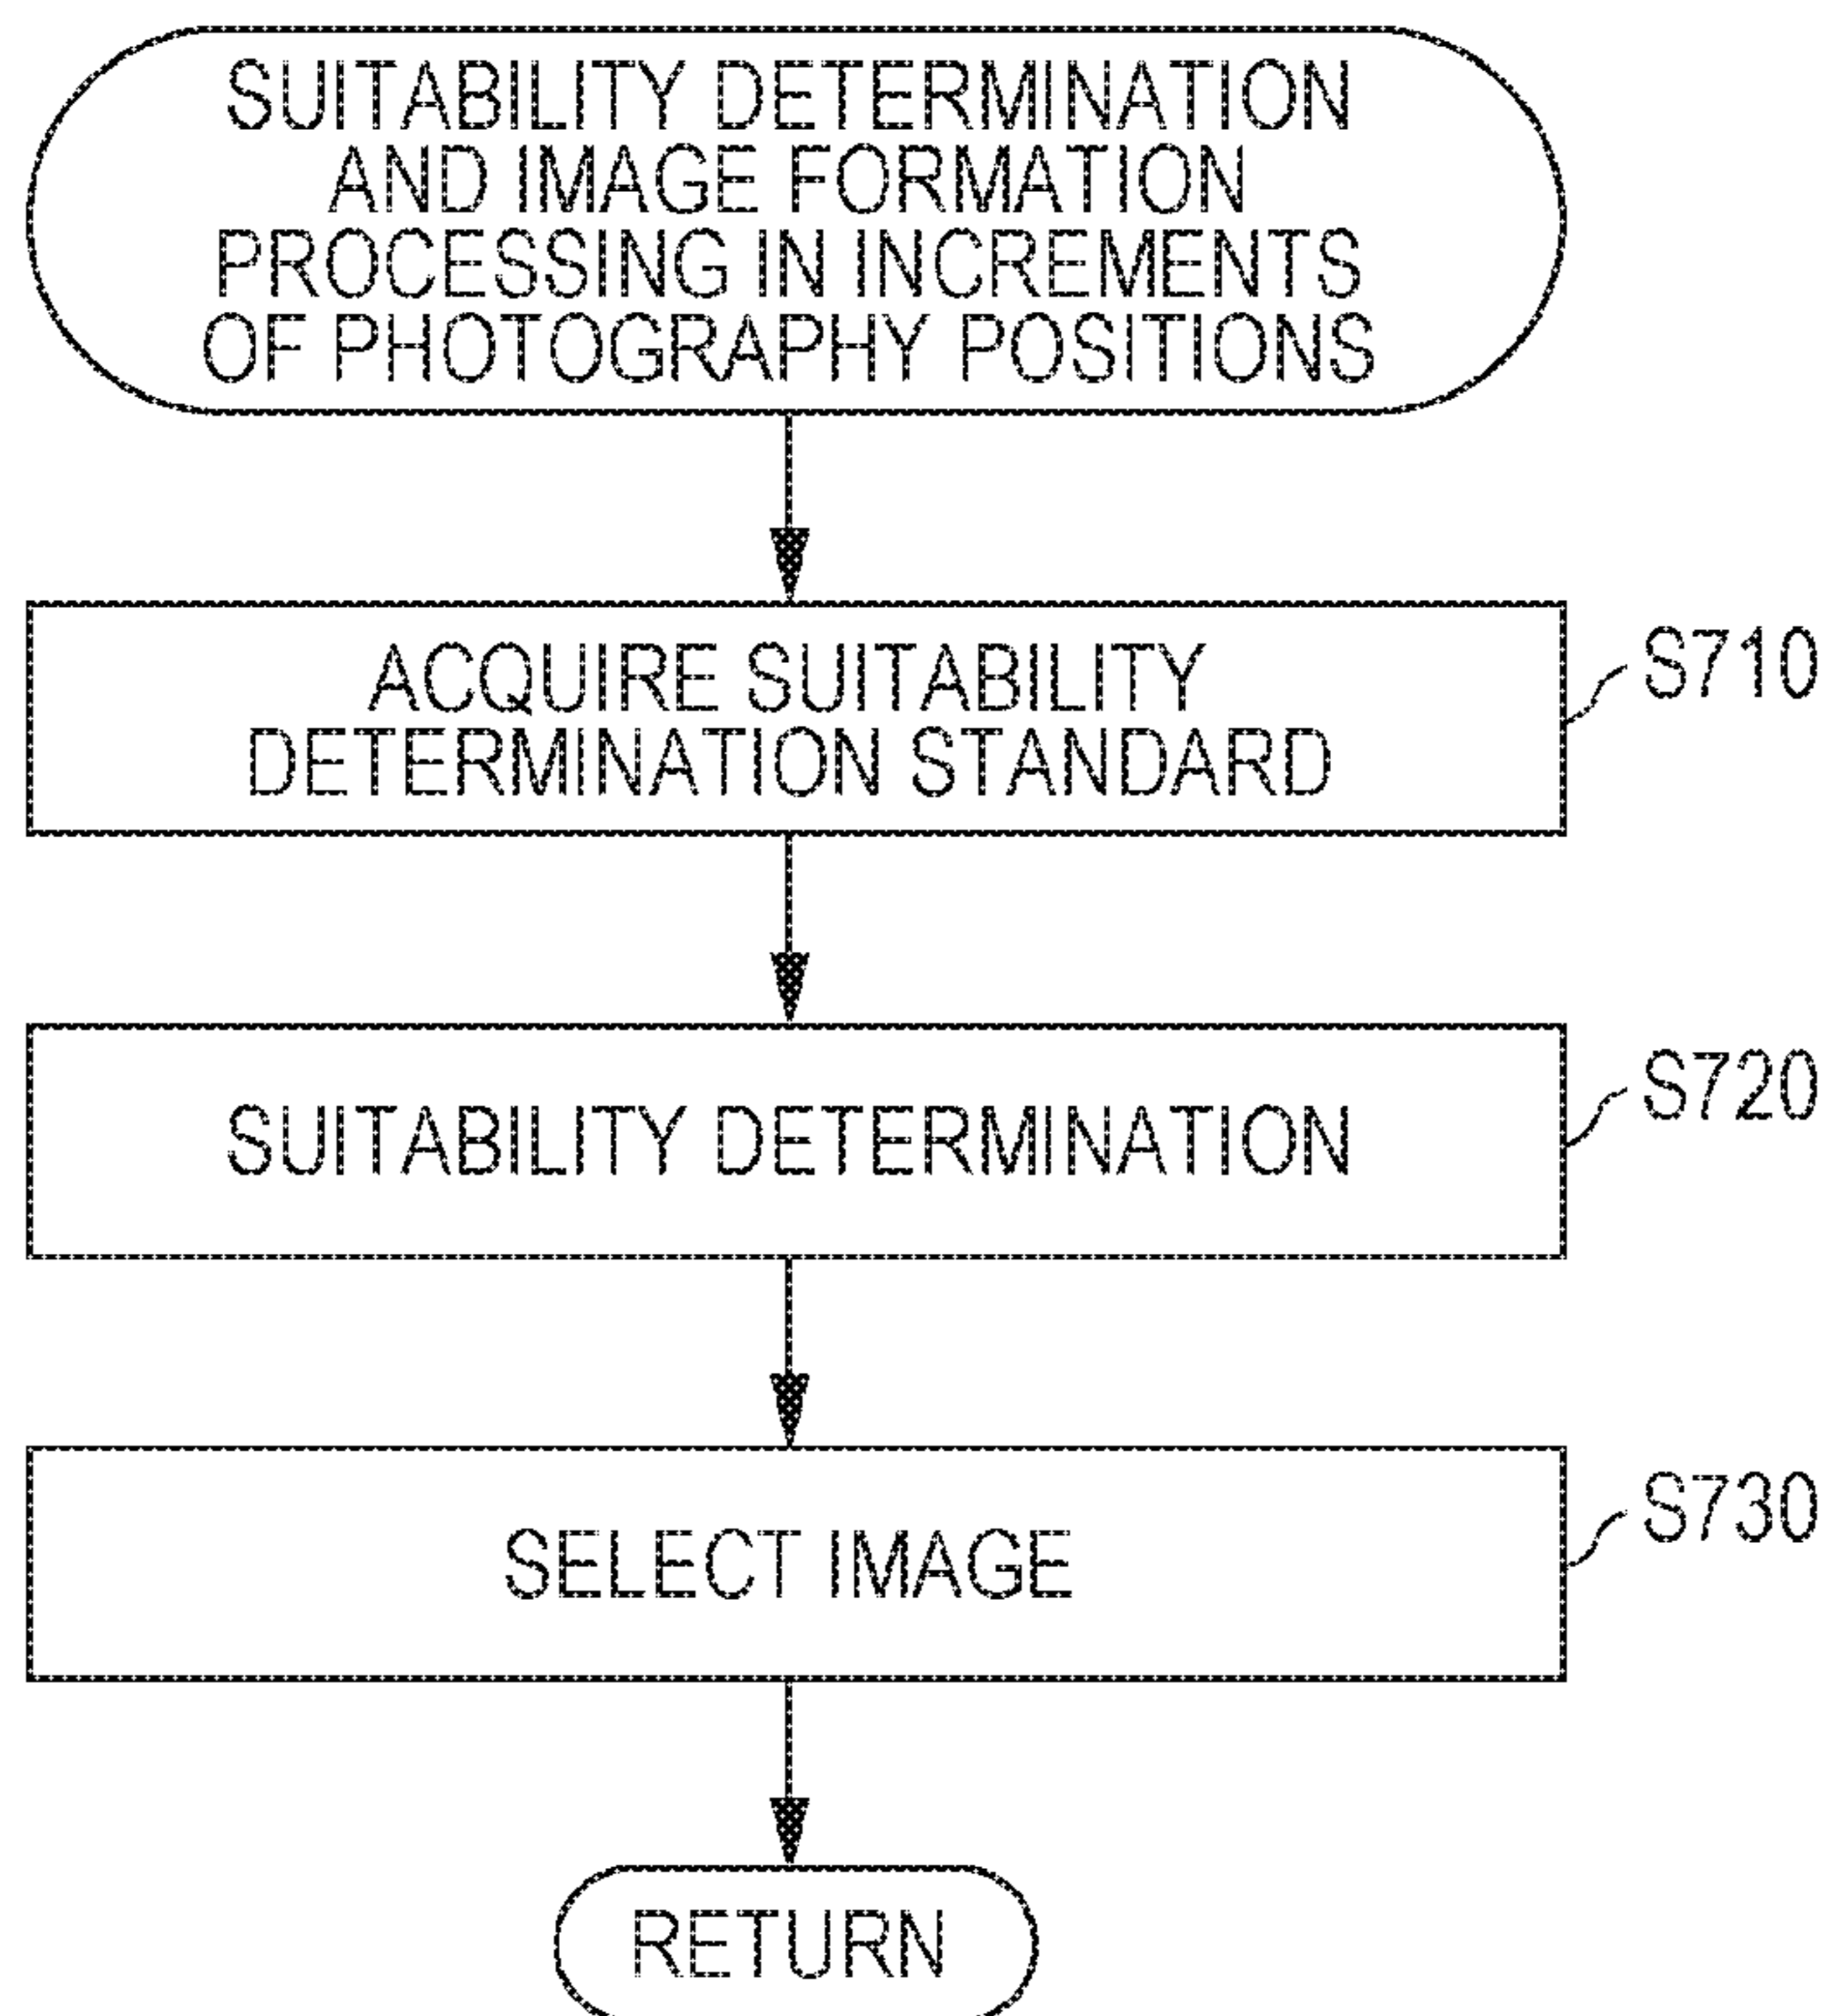 SUITABILITY DETERMINATION
AND IMAGE FORMATION
PROCESSING IN INCREMENTS
OF PHOTOGRAPHY POSITIONS
ACQUIRE SUITABILITY
DETERMINATION STANDARD
S710
SUITABILITY DETERMINATION
S720
SELECT IMAGE
S730
RETURN